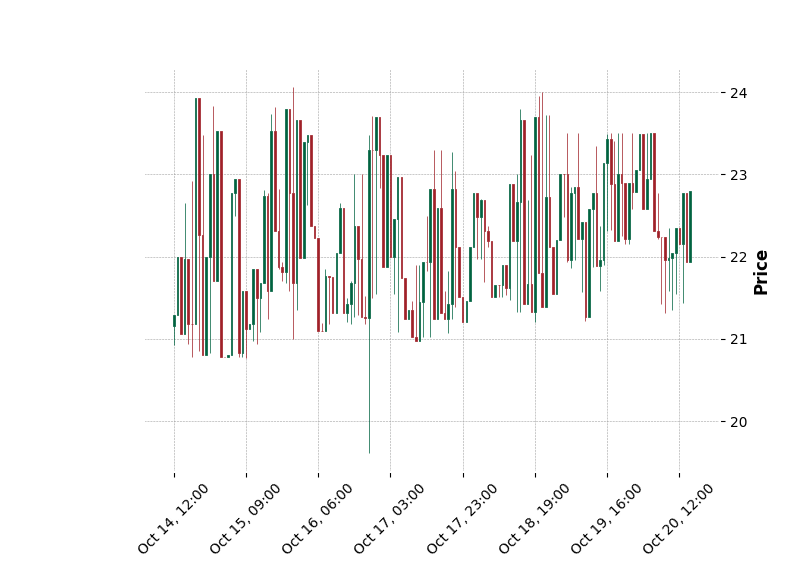 24
23
22
21
20
Price
Oct 14, 12:00
Oct 15, 09:00
Oct 16, 06:00
Oct 17, 03:00
Oct 17, 23:00
Oct 18, 19:00
Oct 19, 16:00
Oct 20, 12:00